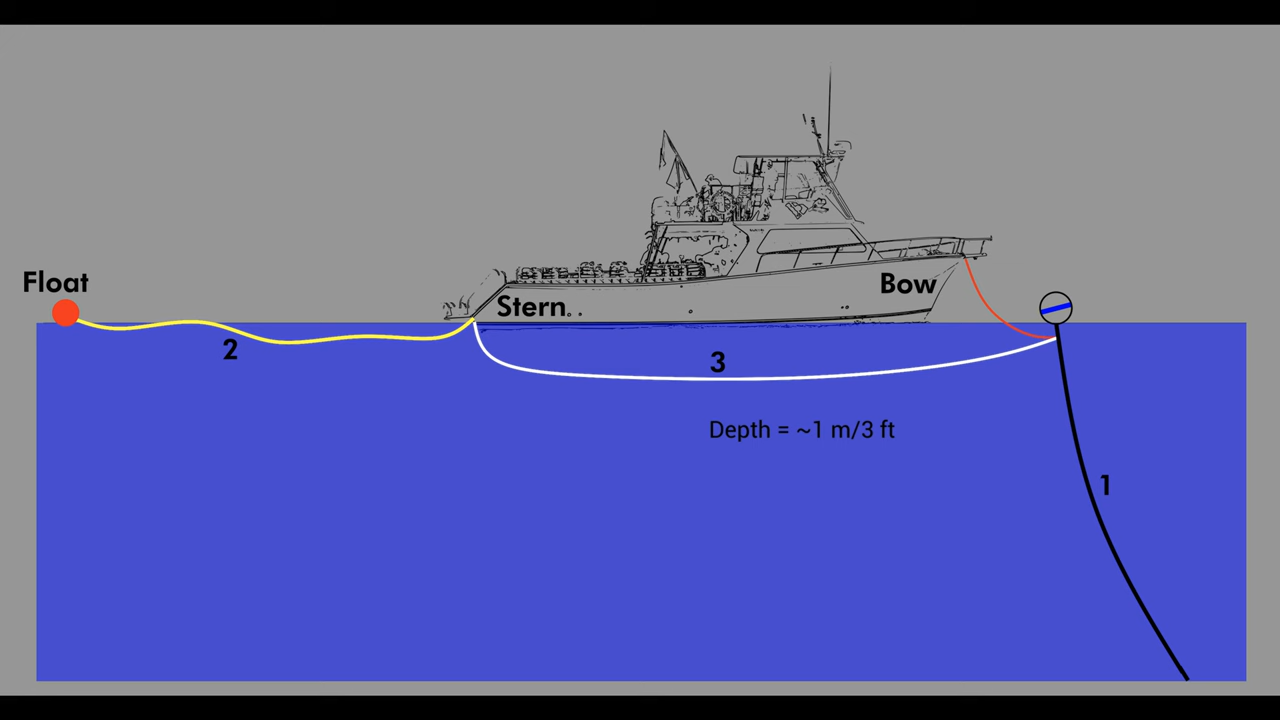 Float
Stern..
Bow
2
3
Depth = ~1 m/3 ft
1